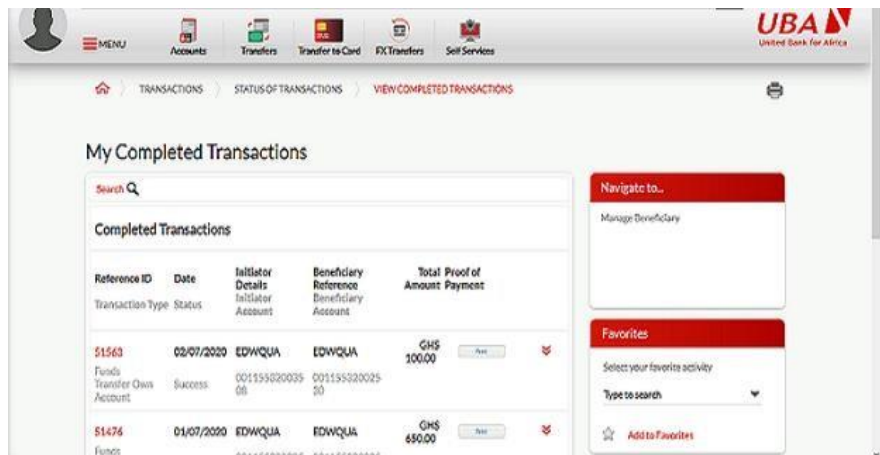 MENU
Accounts
Transfers
Transfer to Card
FX Transfers
Self Services
UBA
United Bank for Africa
TRANSACTIONS
STATUS OF TRANSACTIONS
VIEW COMPLETED TRANSACTIONS
My Completed Transactions
Search
Completed Transactions
Reference ID Date Initiator Details Beneficiary Reference Total Amount Proof of Payment
Transaction Type Status Initiator Account Beneficiary Account
51563 02/07/2020 EDWQUA EDWQUA GHS 100.00 Print
Funds Transfer Own Account Success
51476 01/07/2020 EDWQUA EDWQUA GHS 650.00 Print
Funds
Navigate to...
Manage Beneficiary
Favorites
Select your favorite activity
Type to search
Add to Favorites